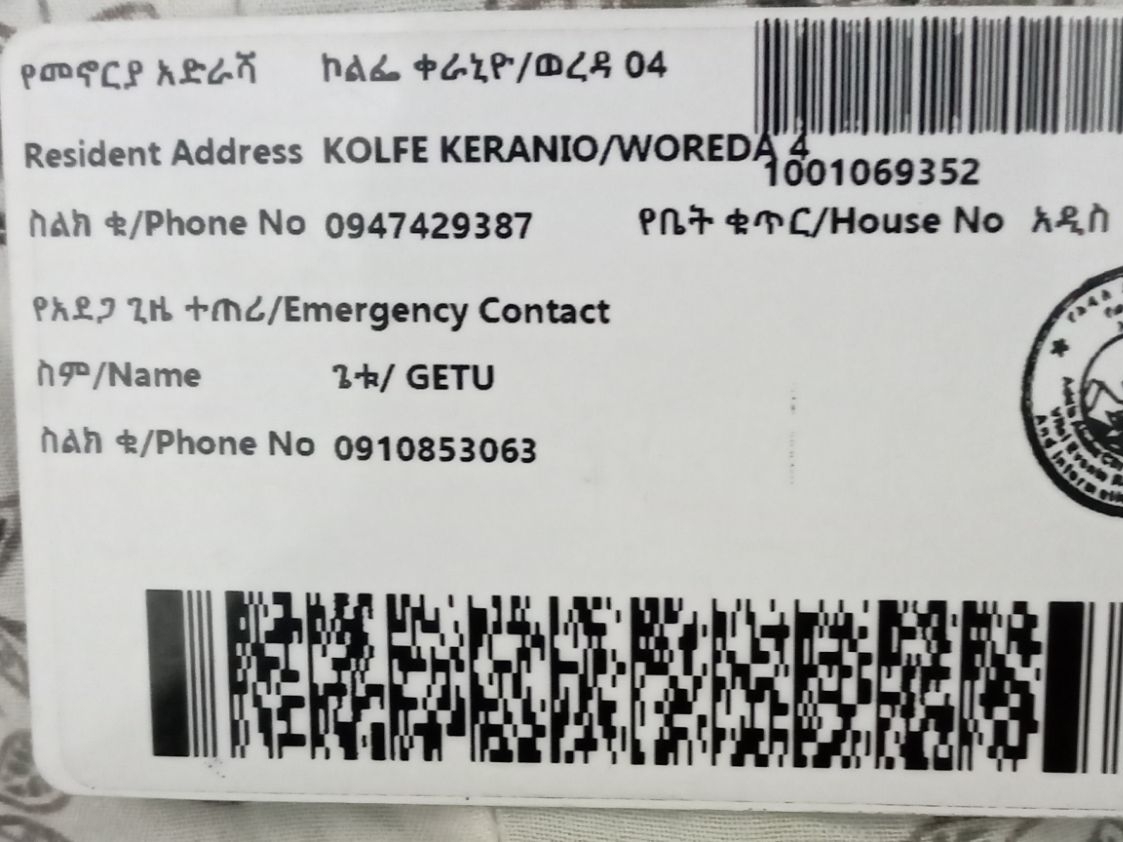 የመኖርያ አድራሻ ኮልፌ ቀራኒዮ/ወረዳ 04
Resident Address KOLFE KERANIO/WOREDA 4
1001069352
ስልክ ቁ/Phone No 0947429387 የቤት ቁጥር/House No አዲስ
የአደጋ ጊዜ ተጠሪ/Emergency Contact
ስም/Name ጌቱ/ GETU
ስልክ ቁ/Phone No 0910853063